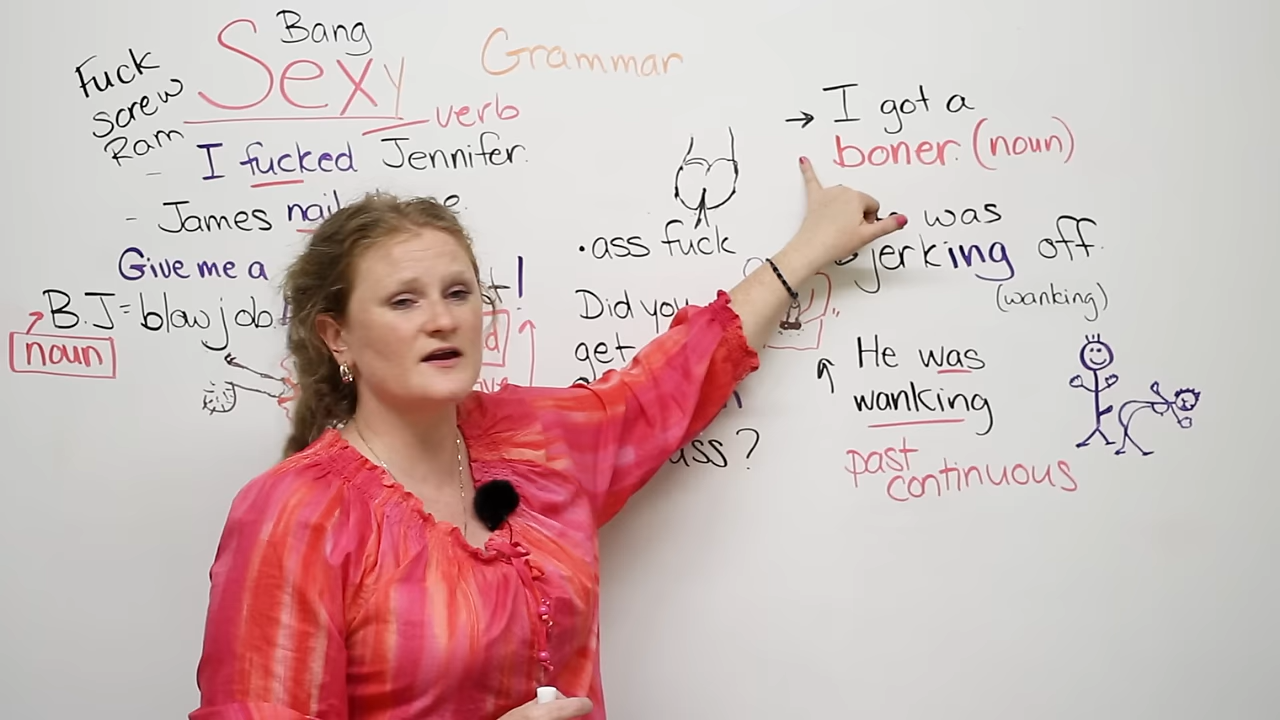 Bang
Sexy Grammar
Fuck
screw
Ram
verb
I fucked Jennifer.
- James me.
Give me a !
B.J = blow job
noun
• ass fuck
Did you
get
ass?
→ I got a
boner. (noun)
was
jerking off.
(wanking)
He was
wanking
past
continuous